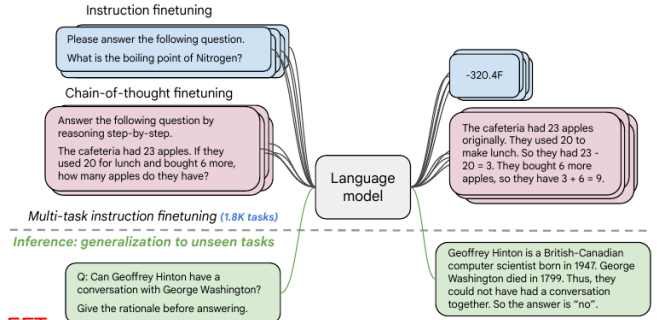 Instruction finetuning
Please answer the following question.
What is the boiling point of Nitrogen?
-320.4F
Chain-of-thought finetuning
Answer the following question by
reasoning step-by-step.
The cafeteria had 23 apples. If they
used 20 for lunch and bought 6 more,
how many apples do they have?
Language
model
The cafeteria had 23 apples
originally. They used 20 to
make lunch. So they had 23 -
20 = 3. They bought 6 more
apples, so they have 3 + 6 = 9.
Multi-task instruction finetuning (1.8K tasks)
Inference: generalization to unseen tasks
Q: Can Geoffrey Hinton have a
conversation with George Washington?
Give the rationale before answering.
Geoffrey Hinton is a British-Canadian
computer scientist born in 1947. George
Washington died in 1799. Thus, they
could not have had a conversation
together. So the answer is "no".